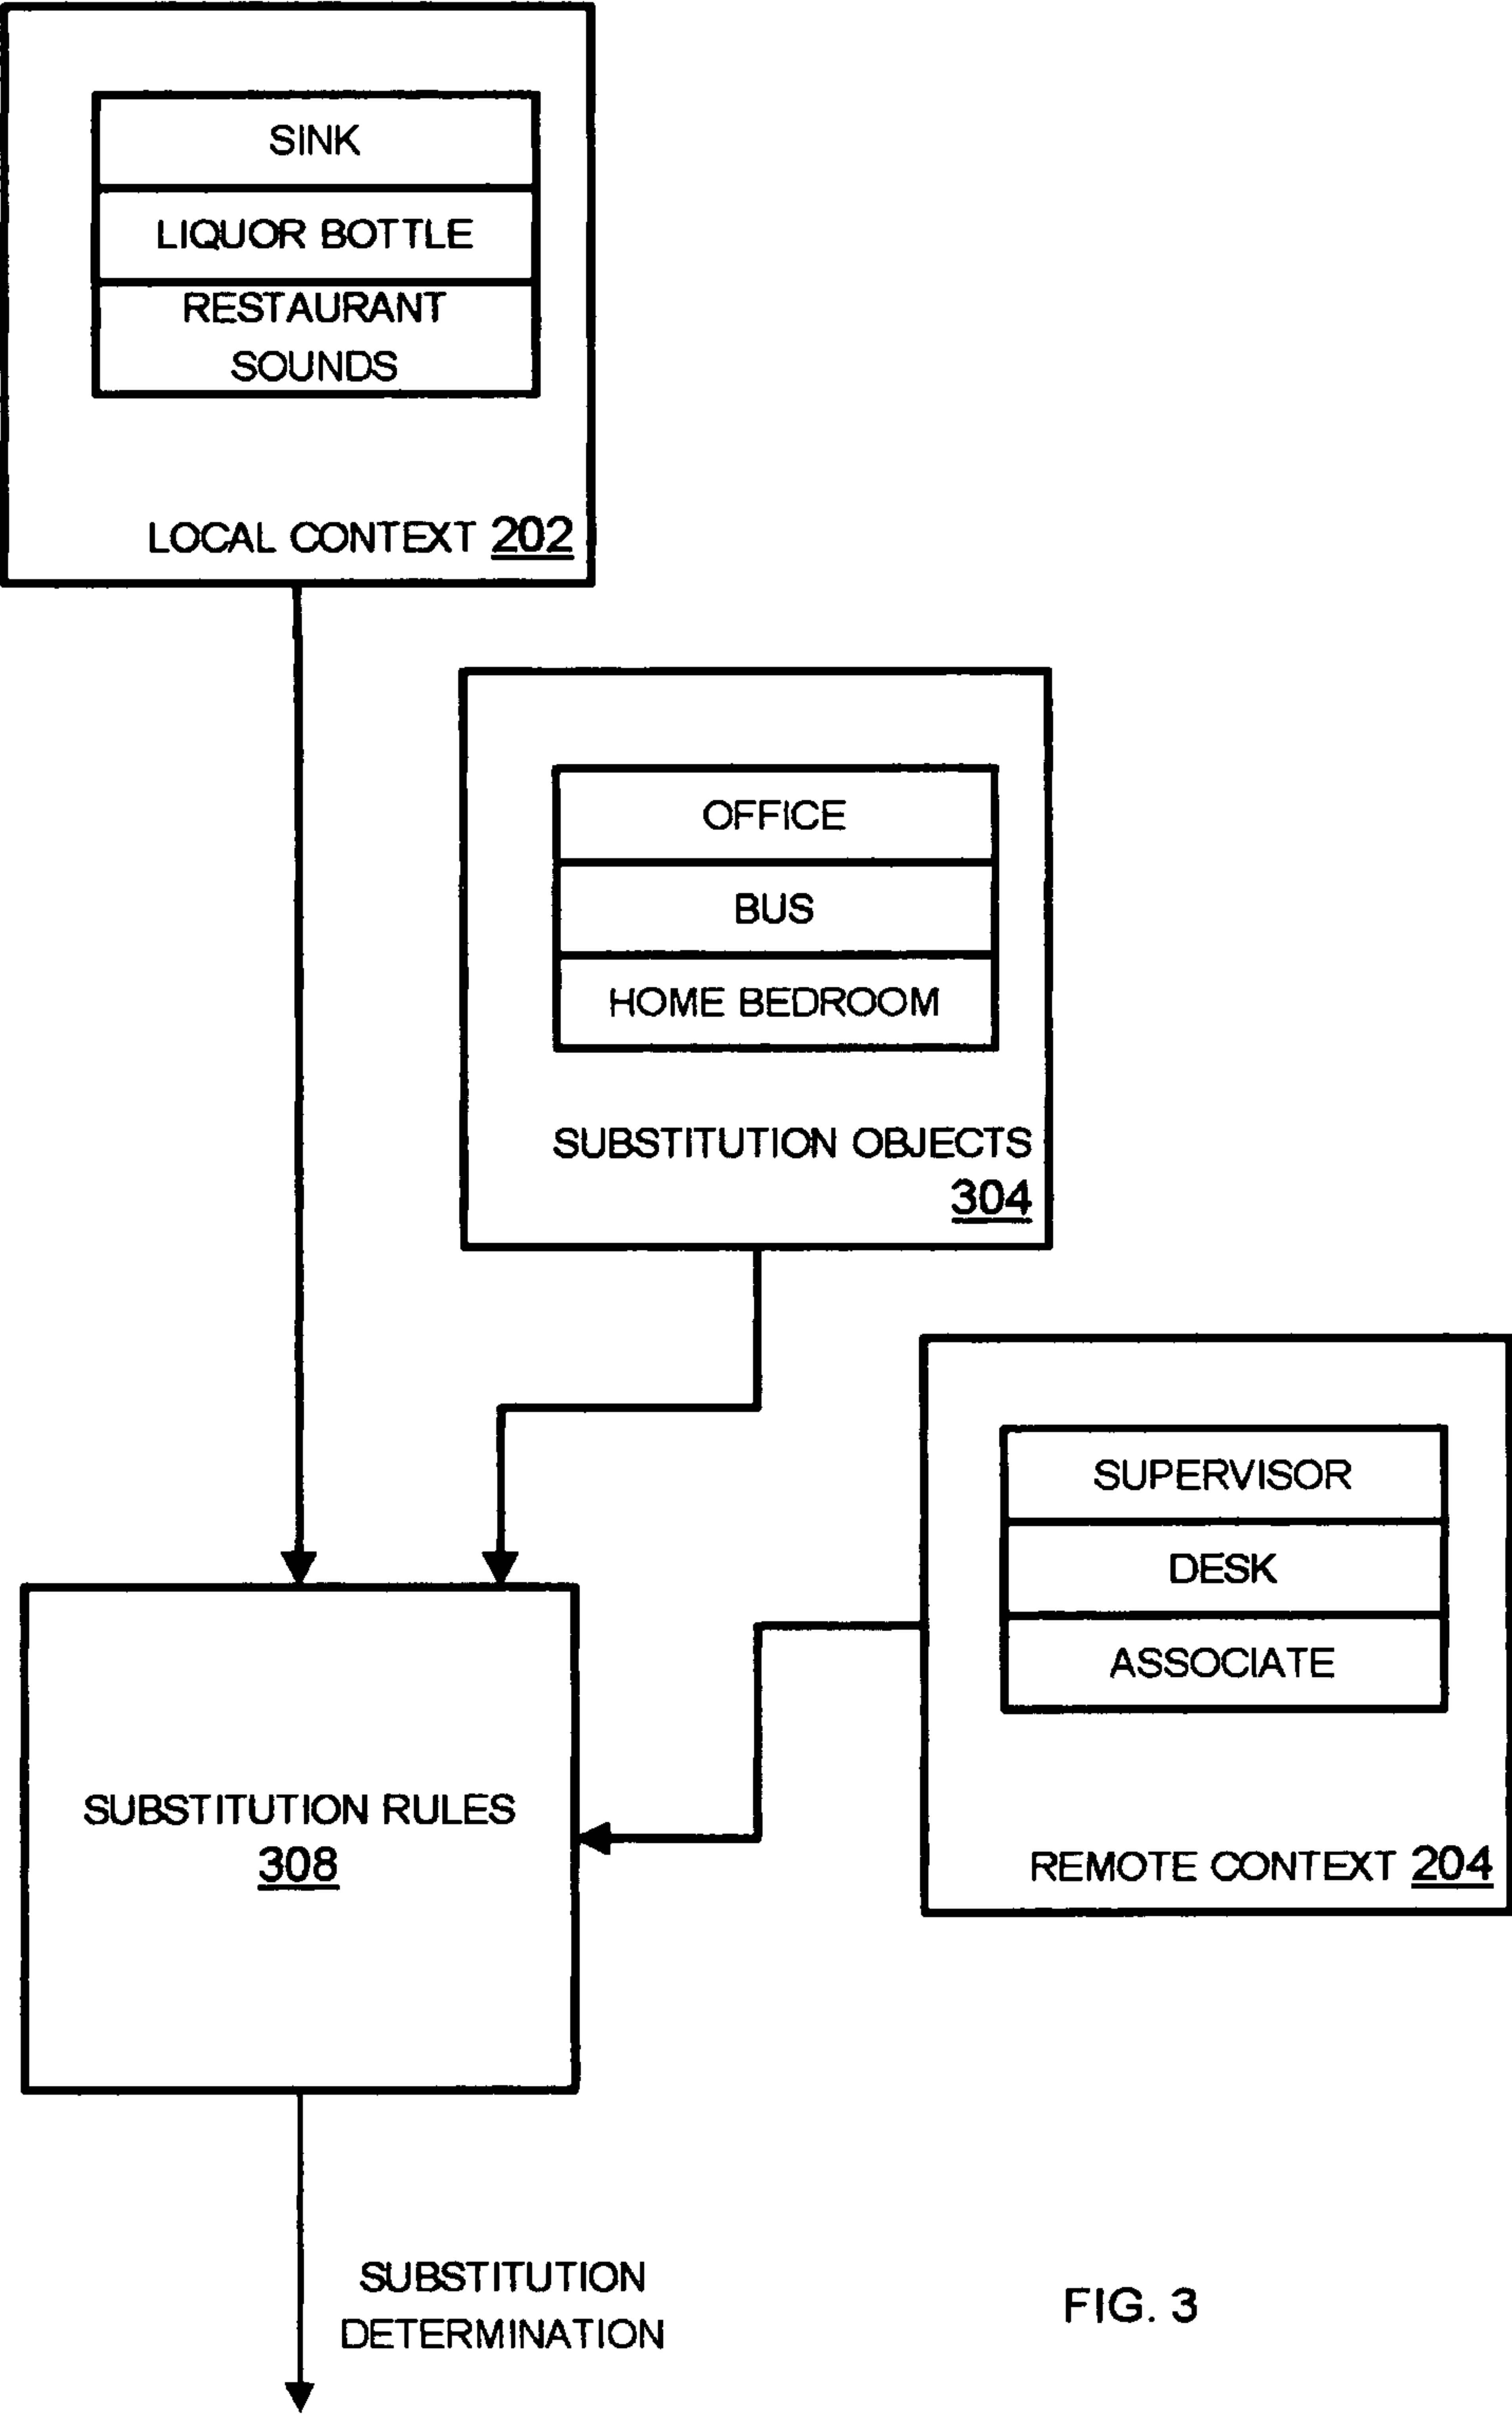 SINK
LIQUOR BOTTLE
RESTAURANT
SOUNDS
LOCAL CONTEXT 202
OFFICE
BUS
HOME BEDROOM
SUBSTITUTION OBJECTS
304
SUPERVISOR
DESK
ASSOCIATE
REMOTE CONTEXT 204
SUBSTITUTION RULES
308
SUBSTITUTION
DETERMINATION
FIG. 3